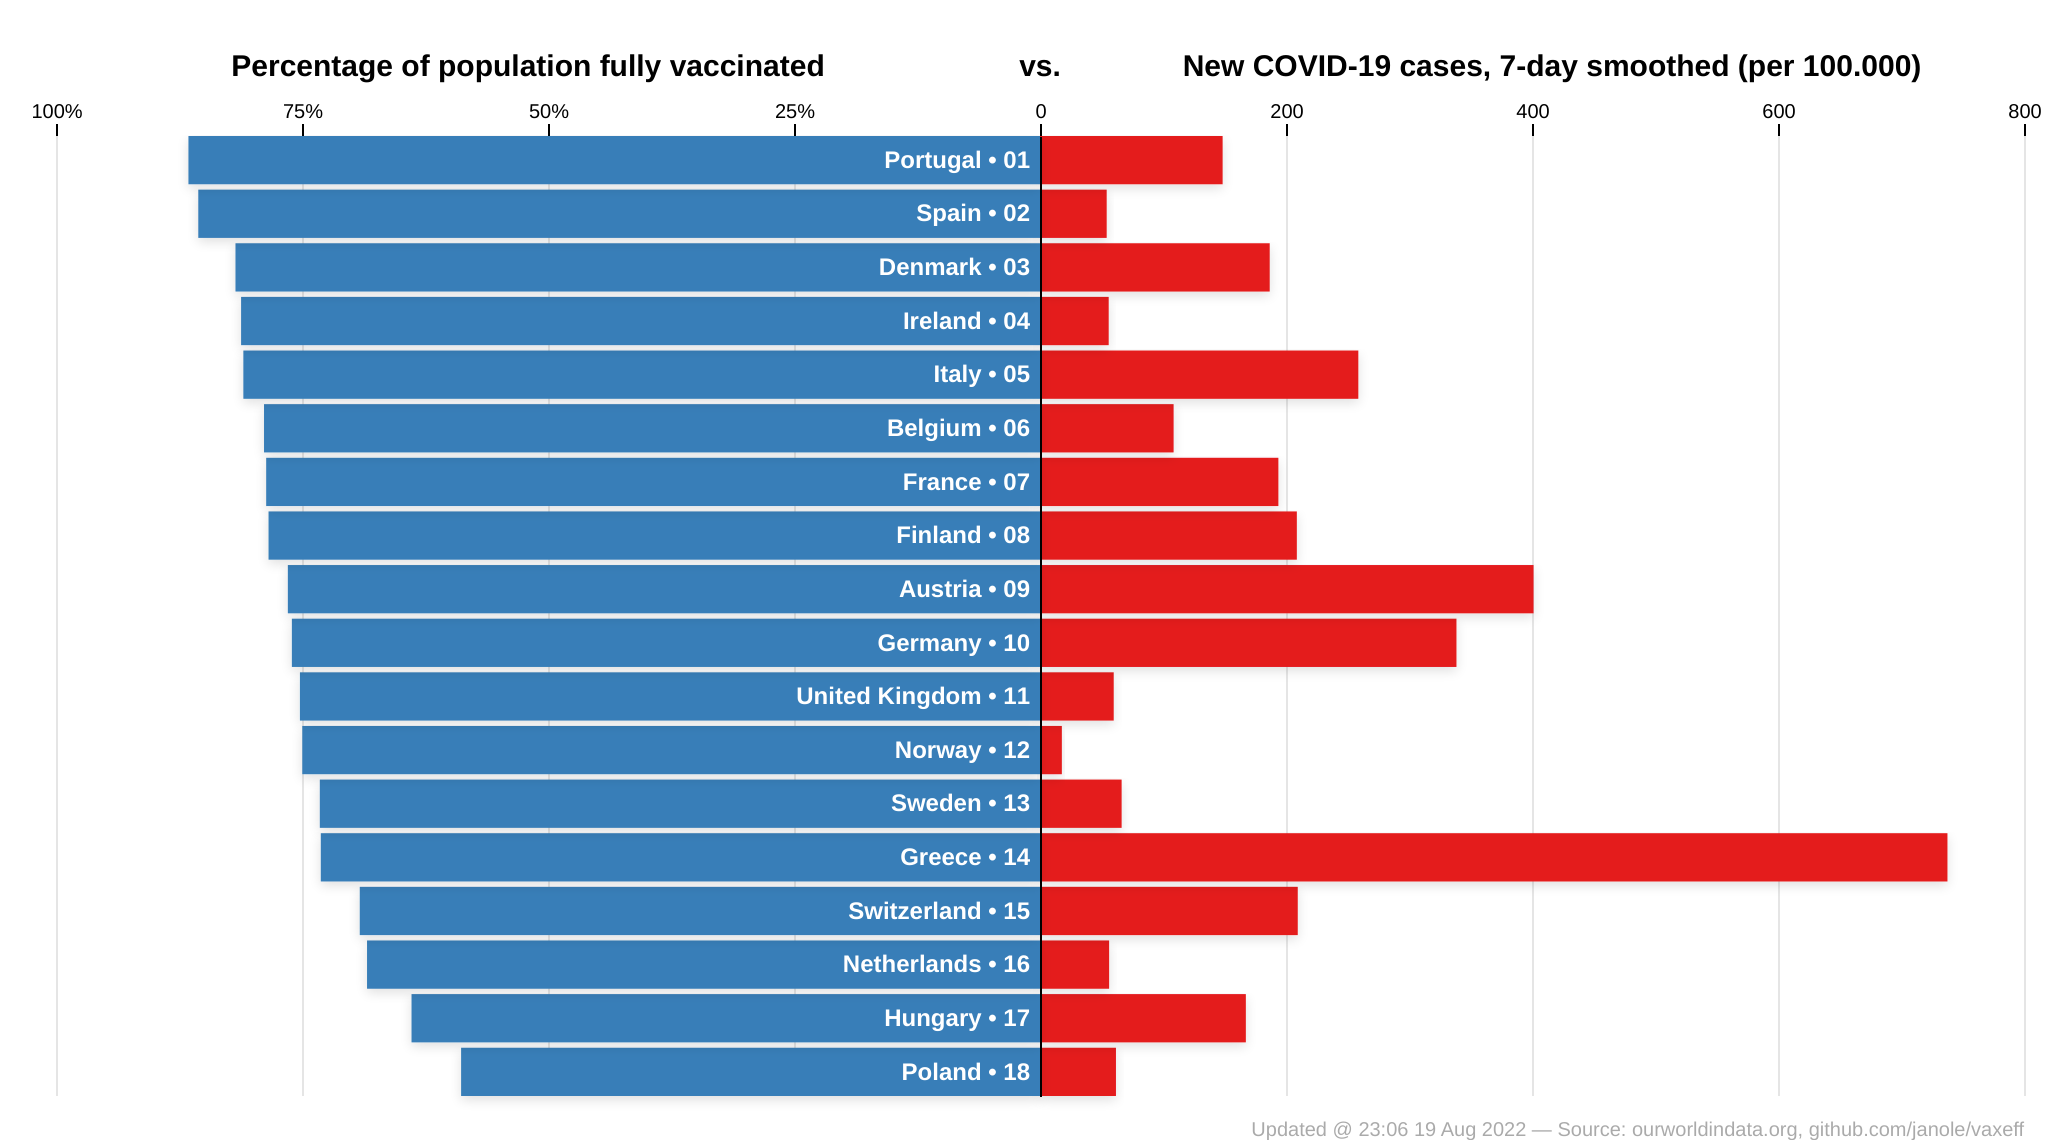 Percentage of population fully vaccinated vs. New COVID-19 cases, 7-day smoothed (per 100.000)
100% 75% 50% 25% 0 200 400 600 800
Portugal • 01
Spain • 02
Denmark • 03
Ireland • 04
Italy • 05
Belgium • 06
France • 07
Finland • 08
Austria • 09
Germany • 10
United Kingdom • 11
Norway • 12
Sweden • 13
Greece • 14
Switzerland • 15
Netherlands • 16
Hungary • 17
Poland • 18
Updated @ 23:06 19 Aug 2022 — Source: ourworldindata.org, github.com/janole/vaxeff